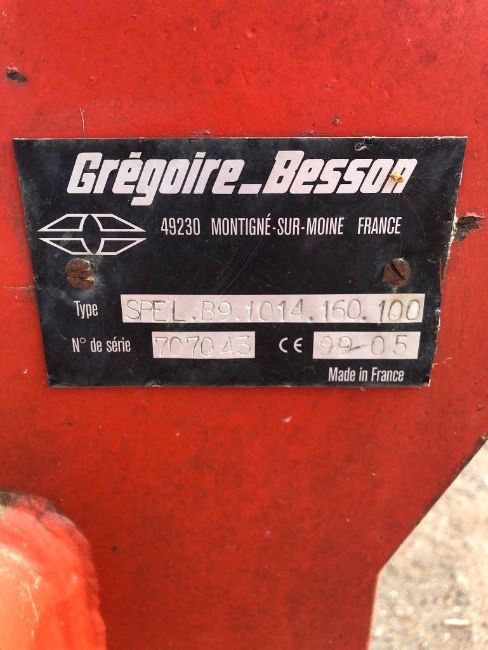 Grégoire_Besson
49230 MONTIGNÉ-SUR-MOINE FRANCE
Type SPEL.B9.1014.160.100
N° de série 707043 CE 99-05
Made in France